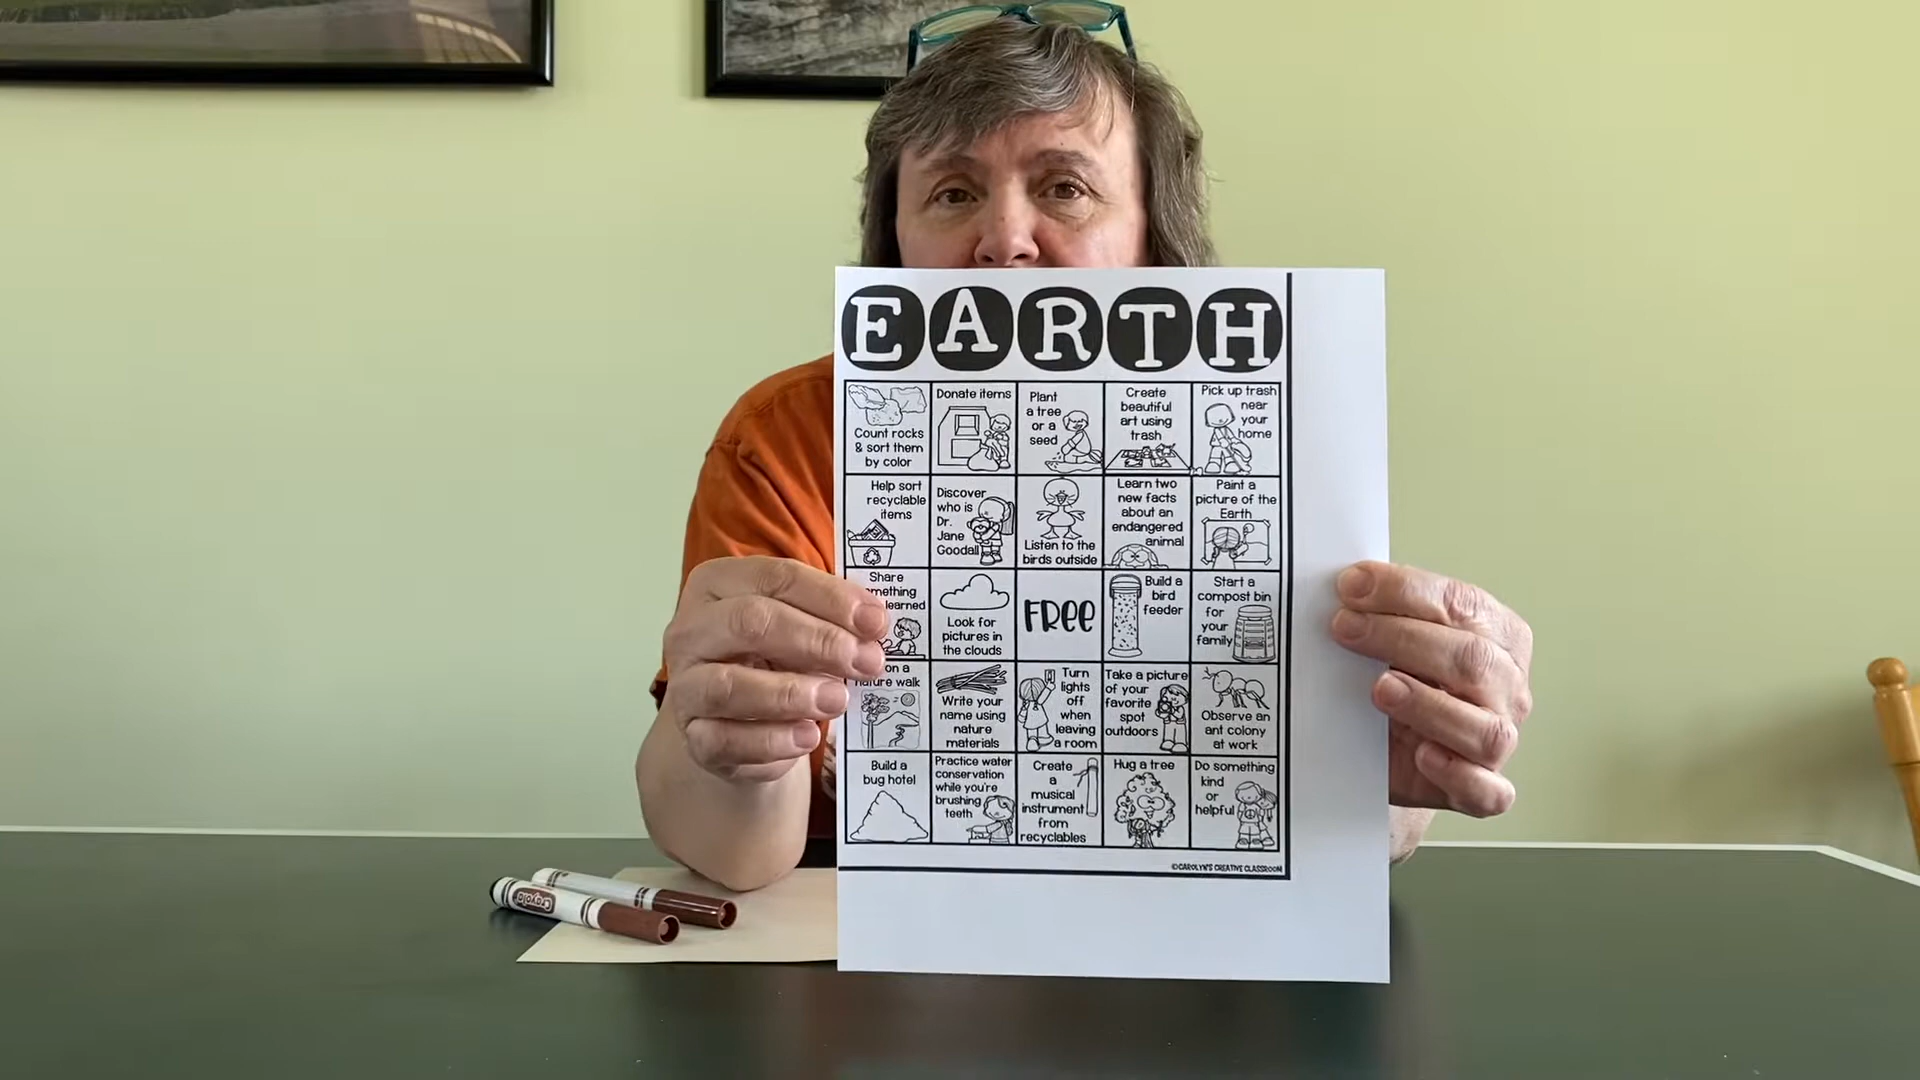 EARTH
Count rocks
& sort them
by color
Donate items
Plant
a tree
or a
seed
Create
beautiful
art using
trash
Pick up trash
near
your
home
Help sort
recyclable
items
Discover
who is
Dr.
Jane
Goodall
Listen to the
birds outside
Learn two
new facts
about an
endangered
animal
Paint a
picture of the
Earth
Share
mething
learned
Look for
pictures in
the clouds
FREE
Build a
bird
feeder
Start a
compost bin
for
your
family
on a
nature walk
Write your
name using
nature
materials
Turn
lights
off
when
leaving
a room
Take a picture
of your
favorite
spot
outdoors
Observe an
ant colony
at work
Build a
bug hotel
Practice water
conservation
while you're
brushing
teeth
Create
a
musical
instrument
from
recyclables
Hug a tree
Do something
kind
or
helpful
©CAROLYN'S CREATIVE CLASSROOM
Crayola